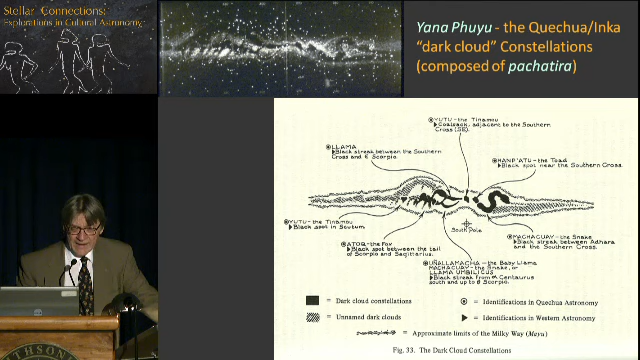 Stellar Connections:
Explorations in Cultural Astronomy
Yana Phuyu - the Quechua/Inka
"dark cloud" Constellations
(composed of pachatira)
YUTU - the Tinamou
Coalsack, adjacent to the Southern
Cross (SE).
LLAMA
Black streak between the Southern
Cross and ε Scorpio.
HANP'ATU - the Toad
Black spot near the Southern Cross.
YUTU - the Tinamou
Black spot in Scutum.
ATOQ - the Fox
Black spot between the tail
of Scorpio and Sagittarius.
South Pole
MACHACUAY - the Snake
Black streak between Adhara
and the Southern Cross.
UÑALLAMACHA - the Baby Llama
MACHACUAY - the Snake, or
LLAMA UMBILICUS
Black streak from α Centaurus
south and up to
Scorpio.
= Dark cloud constellations
= Identifications in Quechua Astronomy
= Unnamed dark clouds
= Identifications in Western Astronomy
= Approximate limits of the Milky Way (Mayu)
Fig. 33. The Dark Cloud Constellations
THSON